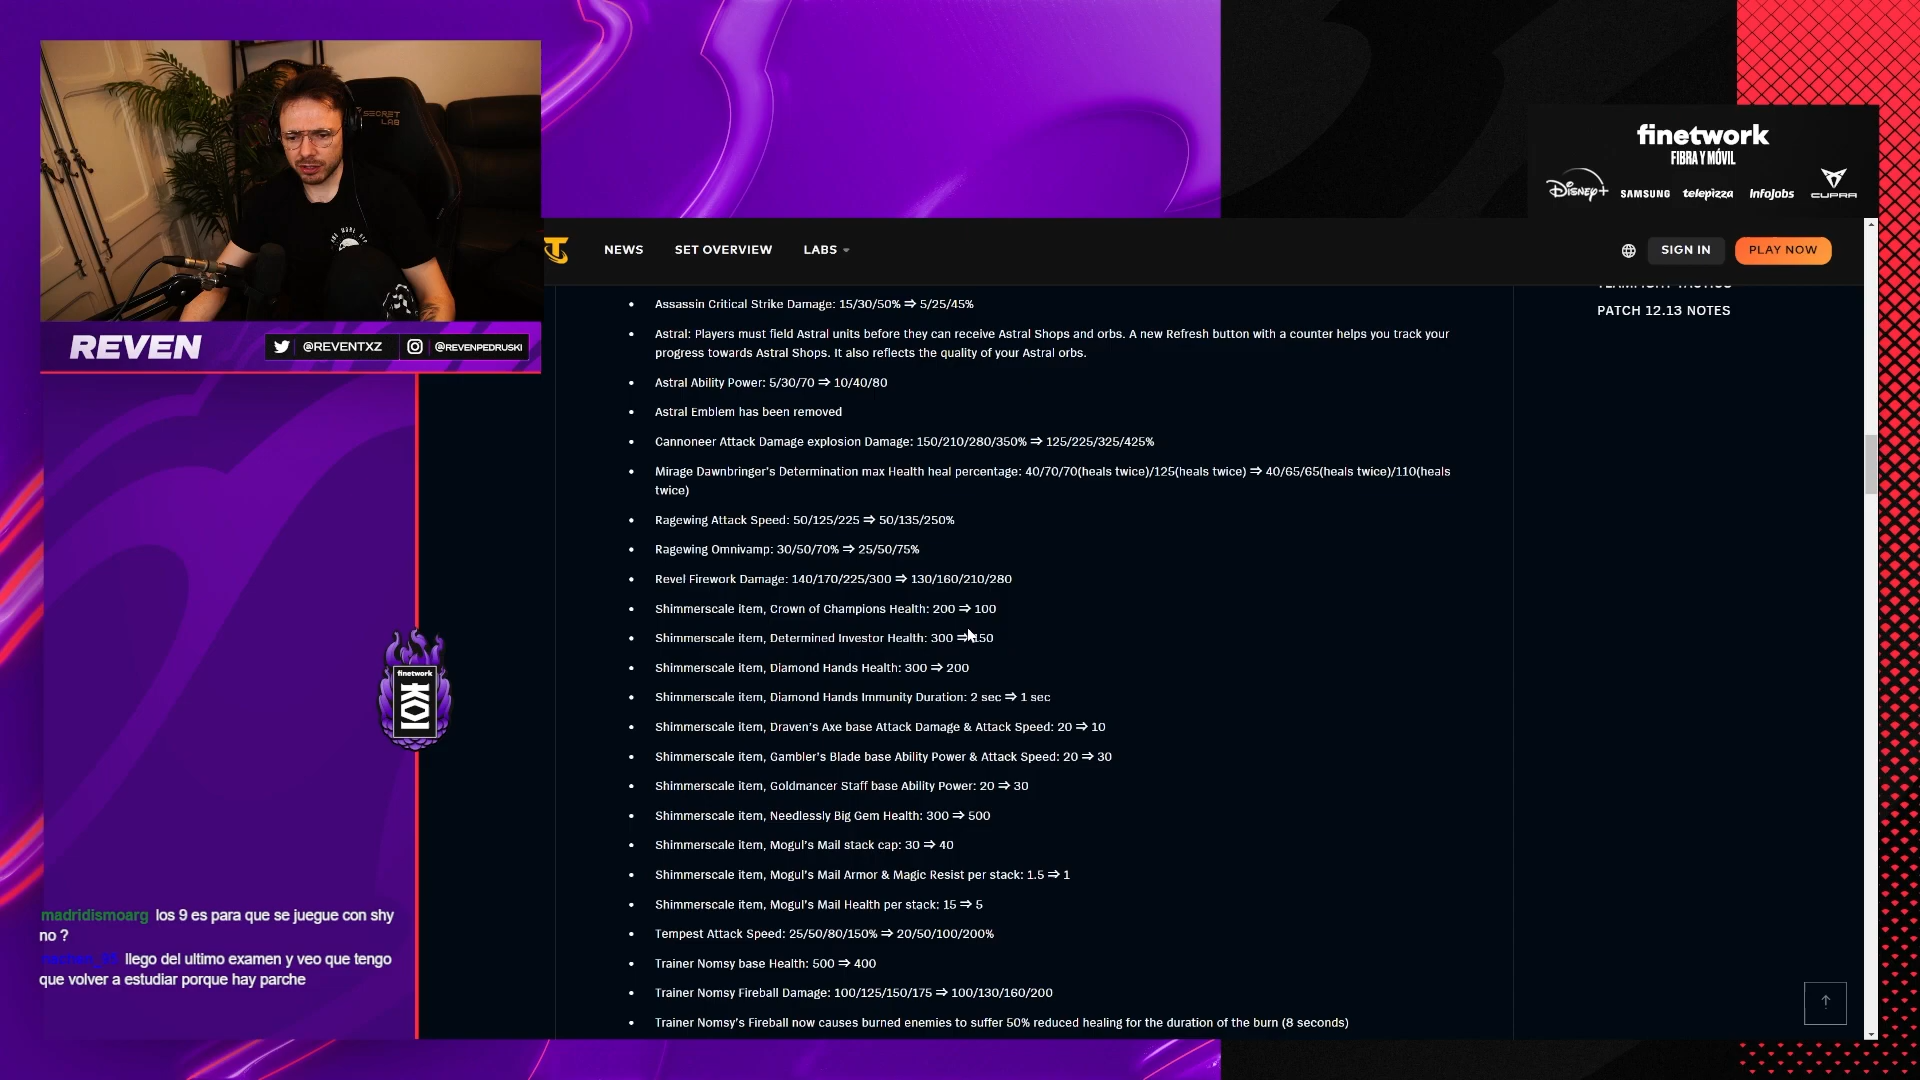 SECRET
LAB
REVEN
@REVENTXZ
@REVENPEDRUSKI
finetwork
FIBRA Y MÓVIL
Disney+ SAMSUNG telepizza InfoJobs CUPRA
NEWS SET OVERVIEW LABS
SIGN IN PLAY NOW
PATCH 12.13 NOTES
• Assassin Critical Strike Damage: 15/30/50% ⇒ 5/25/45%
• Astral: Players must field Astral units before they can receive Astral Shops and orbs. A new Refresh button with a counter helps you track your
progress towards Astral Shops. It also reflects the quality of your Astral orbs.
• Astral Ability Power: 5/30/70 ⇒ 10/40/80
• Astral Emblem has been removed
• Cannoneer Attack Damage explosion Damage: 150/210/280/350% ⇒ 125/225/325/425%
• Mirage Dawnbringer's Determination max Health heal percentage: 40/70/70(heals twice)/125(heals twice) ⇒ 40/65/65(heals twice)/110(heals
twice)
• Ragewing Attack Speed: 50/125/225 ⇒ 50/135/250%
• Ragewing Omnivamp: 30/50/70% ⇒ 25/50/75%
• Revel Firework Damage: 140/170/225/300 ⇒ 130/160/210/280
• Shimmerscale item, Crown of Champions Health: 200 ⇒ 100
• Shimmerscale item, Determined Investor Health: 300 ⇒ 150
• Shimmerscale item, Diamond Hands Health: 300 ⇒ 200
• Shimmerscale item, Diamond Hands Immunity Duration: 2 sec ⇒ 1 sec
• Shimmerscale item, Draven's Axe base Attack Damage & Attack Speed: 20 ⇒ 10
• Shimmerscale item, Gambler's Blade base Ability Power & Attack Speed: 20 ⇒ 30
• Shimmerscale item, Goldmancer Staff base Ability Power: 20 ⇒ 30
• Shimmerscale item, Needlessly Big Gem Health: 300 ⇒ 500
• Shimmerscale item, Mogul's Mail stack cap: 30 ⇒ 40
• Shimmerscale item, Mogul's Mail Armor & Magic Resist per stack: 1.5 ⇒ 1
• Shimmerscale item, Mogul's Mail Health per stack: 15 ⇒ 5
• Tempest Attack Speed: 25/50/80/150% ⇒ 20/50/100/200%
• Trainer Nomsy base Health: 500 ⇒ 400
• Trainer Nomsy Fireball Damage: 100/125/150/175 ⇒ 100/130/160/200
• Trainer Nomsy's Fireball now causes burned enemies to suffer 50% reduced healing for the duration of the burn (8 seconds)
finetwork
KOI
madridismoarg los 9 es para que se juegue con shy
no ?
llego del ultimo examen y veo que tengo
que volver a estudiar porque hay parche